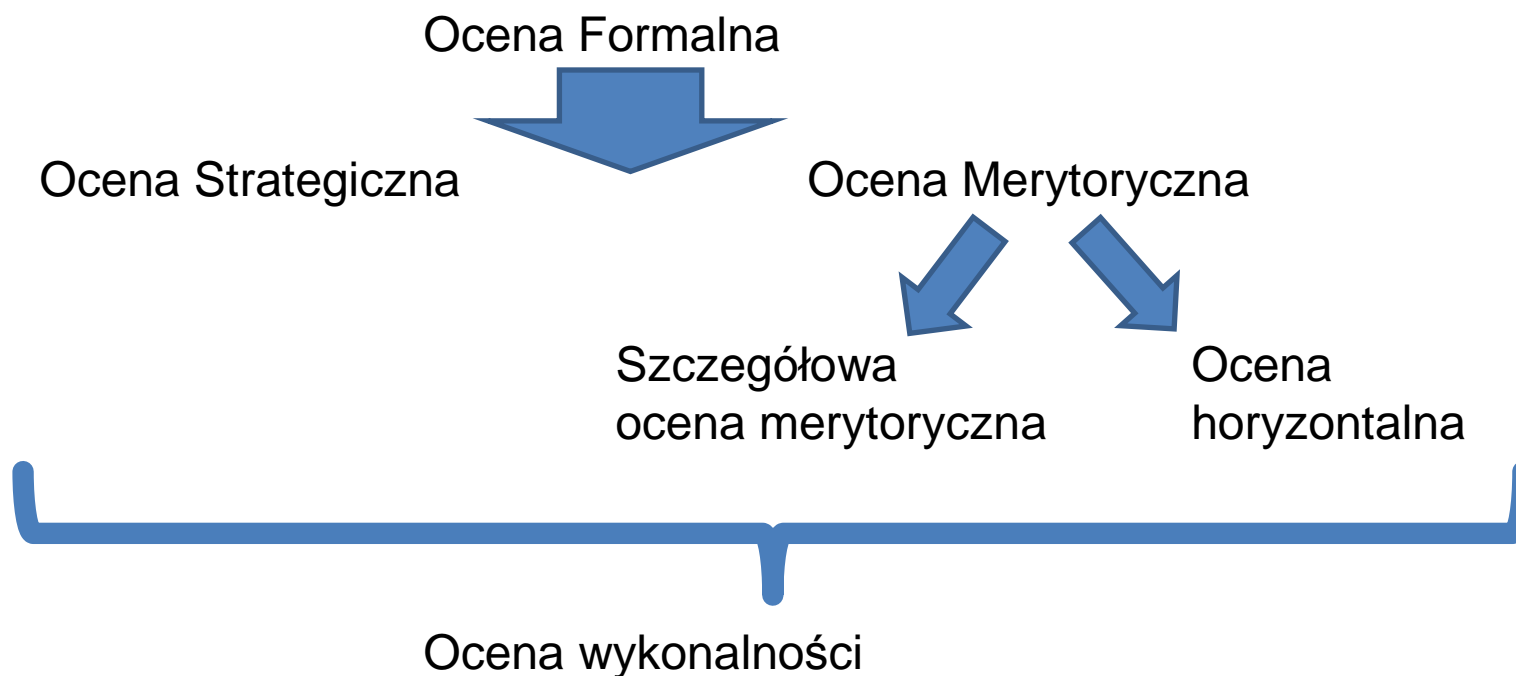 Ocena Formalna
Ocena Strategiczna
Ocena Merytoryczna
Szczegółowa
ocena merytoryczna
Ocena
horyzontalna
Ocena wykonalności